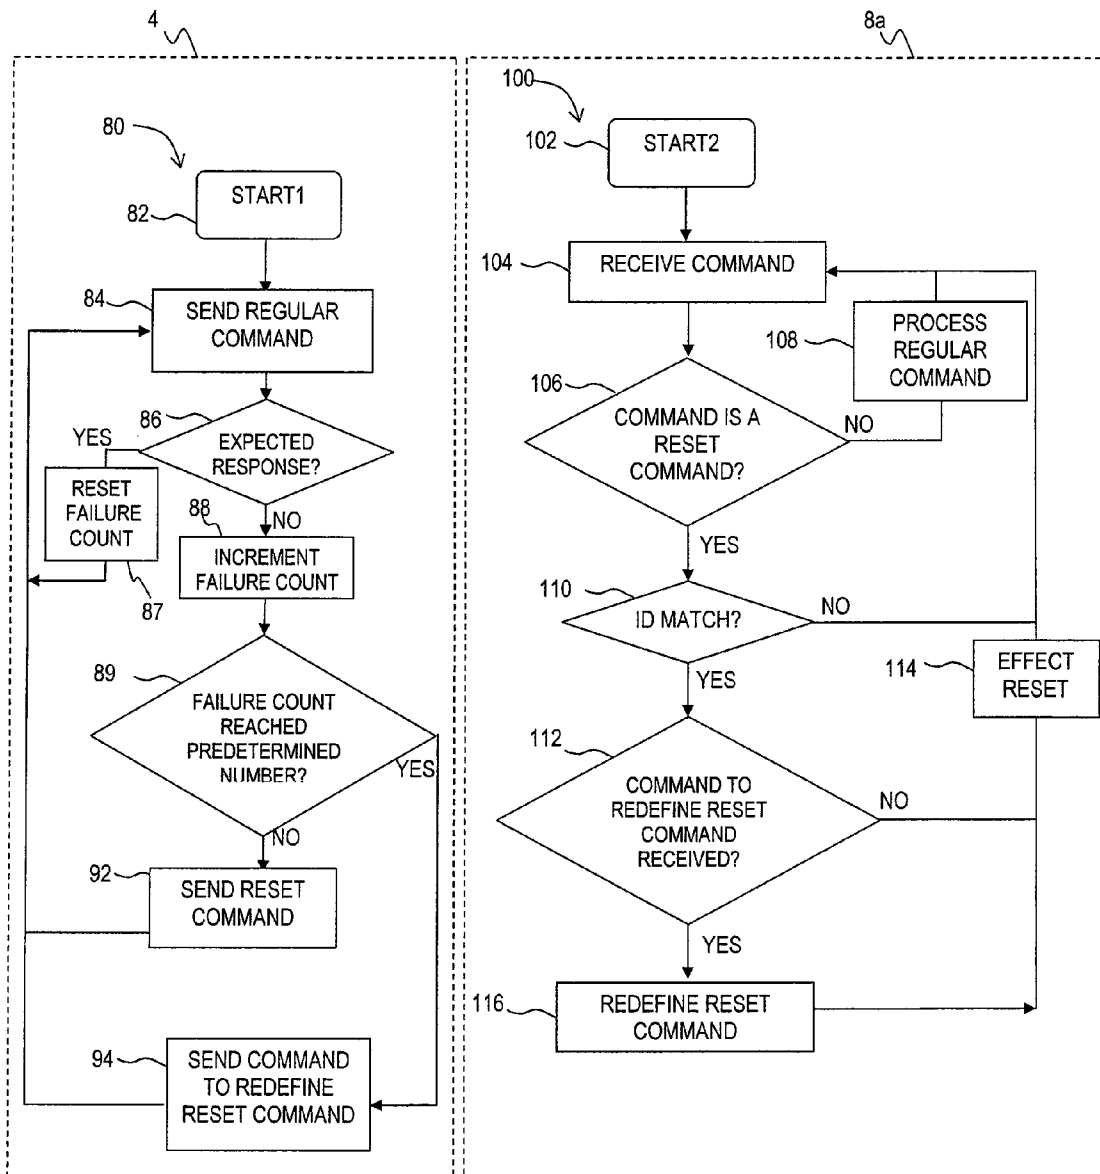 4
80
START1
82
84
SEND REGULAR
COMMAND
86
YES
EXPECTED
RESPONSE?
RESET
FAILURE
COUNT
87
NO
88
INCREMENT
FAILURE COUNT
89
FAILURE COUNT
REACHED
PREDETERMINED
NUMBER?
YES
NO
92
SEND RESET
COMMAND
94
SEND COMMAND
TO REDEFINE
RESET COMMAND
8a
100
START2
102
104
RECEIVE COMMAND
108
PROCESS
REGULAR
COMMAND
106
COMMAND IS A
RESET
COMMAND?
NO
YES
110
ID MATCH?
NO
YES
114
EFFECT
RESET
112
COMMAND TO
REDEFINE RESET
COMMAND
RECEIVED?
NO
YES
116
REDEFINE RESET
COMMAND